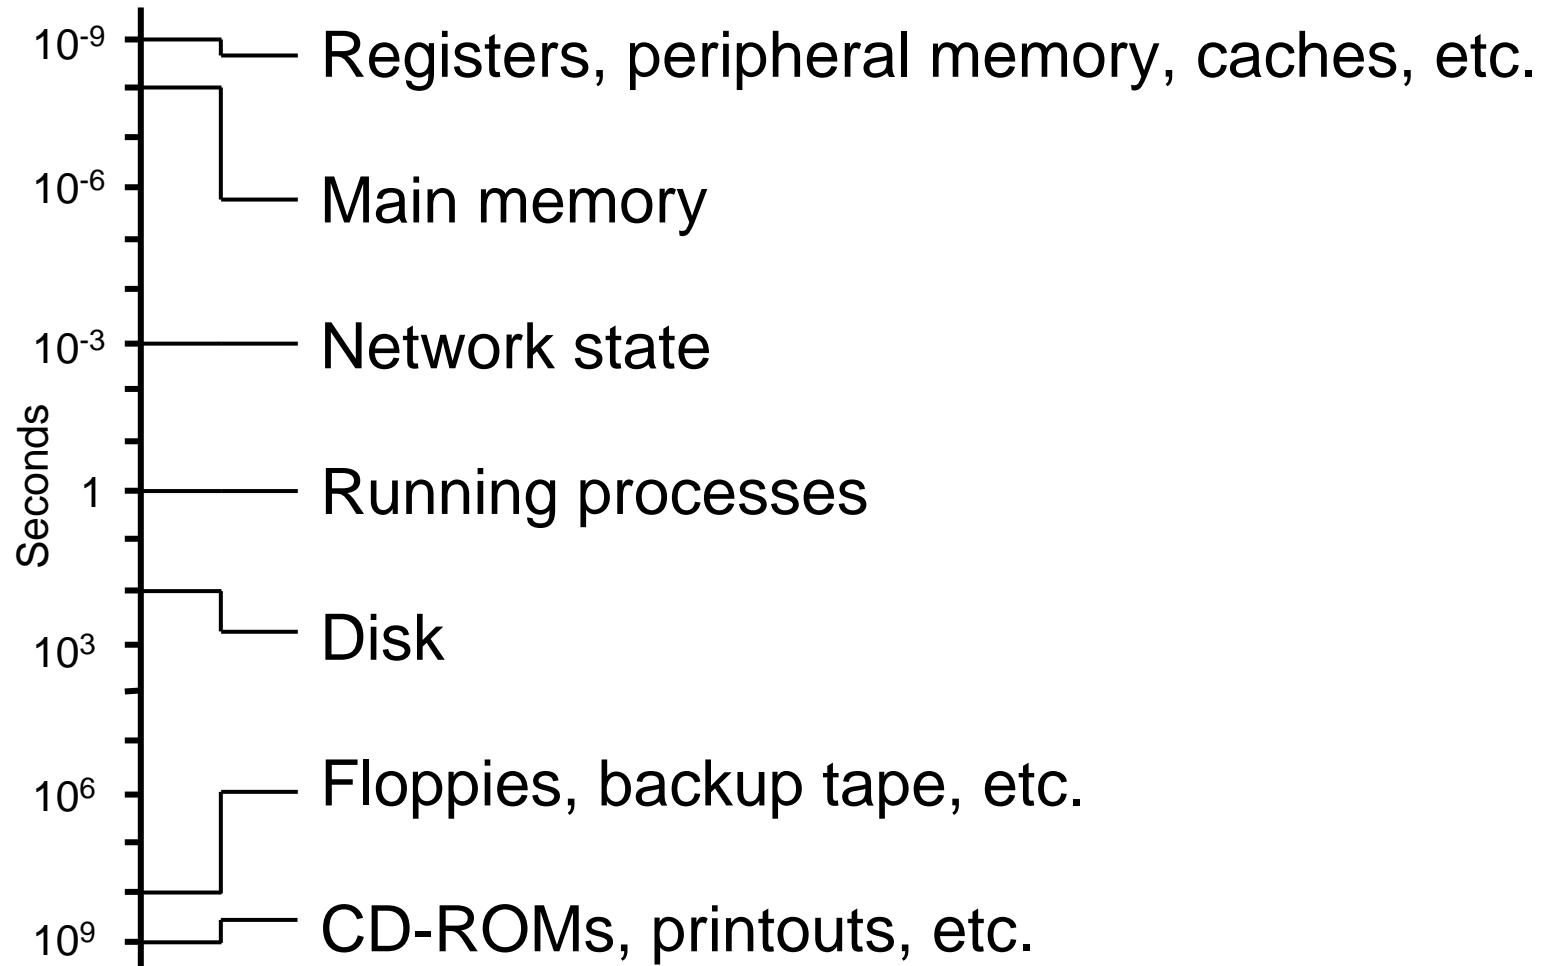 10⁻⁹ Registers, peripheral memory, caches, etc.
10⁻⁶ Main memory
10⁻³ Network state
Seconds
1 Running processes
10³ Disk
10⁶ Floppies, backup tape, etc.
10⁹ CD-ROMs, printouts, etc.